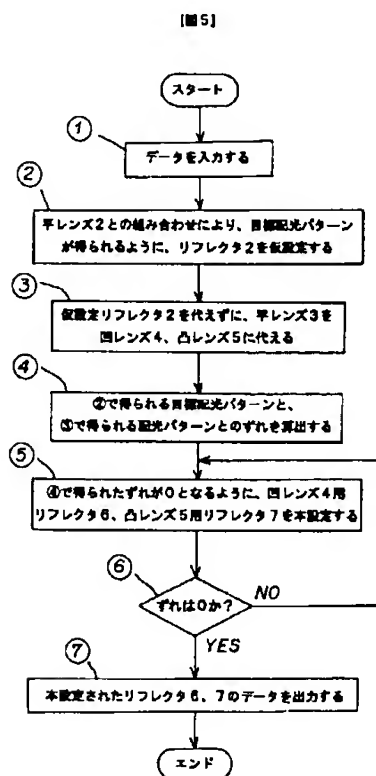 【図5】
スタート
①
データを入力する
②
平レンズ2との組み合わせにより、目標配光パターン
が得られるように、リフレクタ2を仮設定する
③
仮設定リフレクタ2を代えずに、平レンズ3を
凹レンズ4、凸レンズ5に代える
④
②で得られる目標配光パターンと、
③で得られる配光パターンとのずれを算出する
⑤
④で得られたずれが0となるように、凹レンズ4用
リフレクタ6、凸レンズ5用リフレクタ7を本設定する
⑥
ずれは0か?
NO
YES
⑦
本設定されたリフレクタ6、7のデータを出力する
エンド